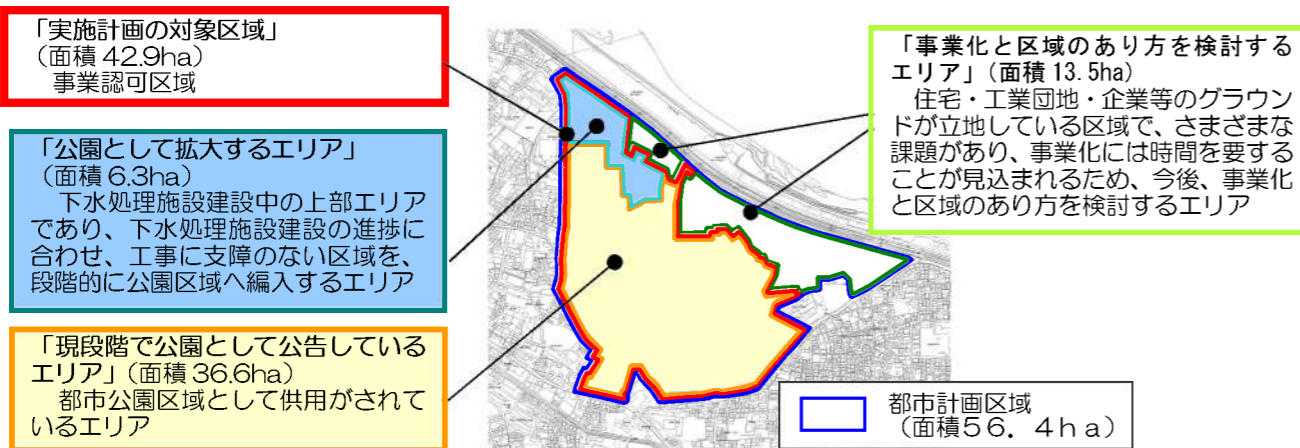 「実施計画の対象区域」
（面積 42.9ha）
事業認可区域
「公園として拡大するエリア」
（面積 6.3ha）
下水処理施設建設中の上部エリア
であり、下水処理施設建設の進捗に
合わせ、工事に支障のない区域を、
段階的に公園区域へ編入するエリア
「現段階で公園として公告している
エリア」（面積 36.6ha）
都市公園区域として供用がされて
いるエリア
「事業化と区域のあり方を検討する
エリア」（面積 13.5ha）
住宅・工業団地・企業等のグラウン
ドが立地している区域で、さまざまな
課題があり、事業化には時間を要する
ことが見込まれるため、今後、事業化
と区域のあり方を検討するエリア
都市計画区域
（面積５６．４ｈａ）